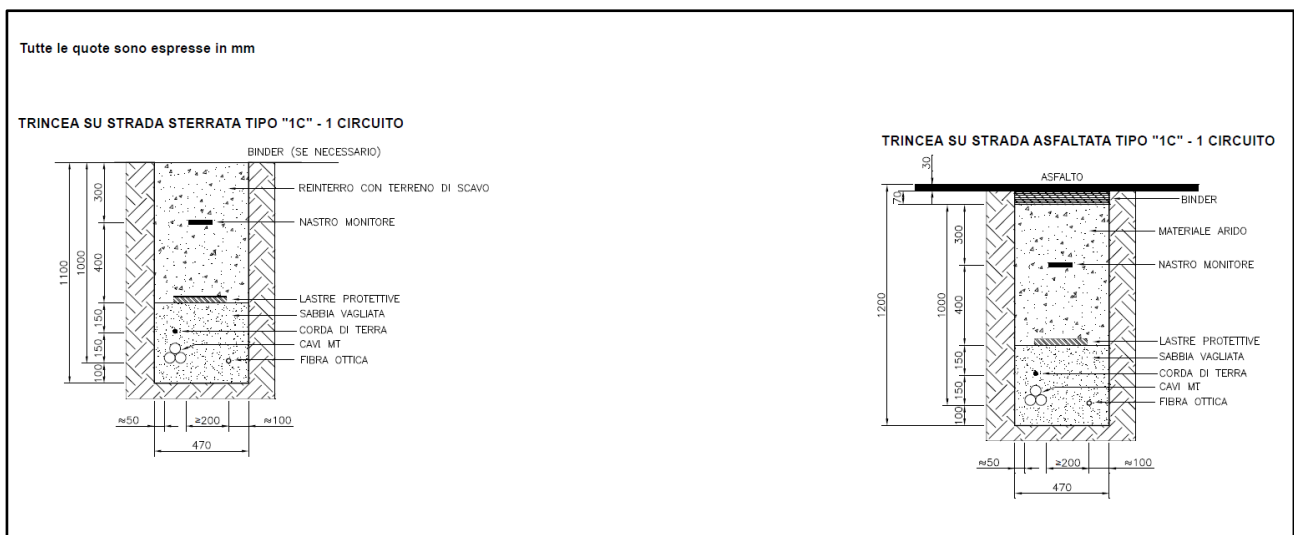 Tutte le quote sono espresse in mm
TRINCEA SU STRADA STERRATA TIPO "1C" - 1 CIRCUITO
BINDER (SE NECESSARIO)
REINTERRO CON TERRENO DI SCAVO
NASTRO MONITORE
LASTRE PROTETTIVE
SABBIA VAGLIATA
CORDA DI TERRA
CAVI MT
FIBRA OTTICA
1100
1000
300
400
150
150
100
≈50
≥200
≈100
470
TRINCEA SU STRADA ASFALTATA TIPO "1C" - 1 CIRCUITO
30
ASFALTO
70
BINDER
MATERIALE ARIDO
NASTRO MONITORE
LASTRE PROTETTIVE
SABBIA VAGLIATA
CORDA DI TERRA
CAVI MT
FIBRA OTTICA
1200
1000
300
400
150
150
100
≈50
≥200
≈100
470